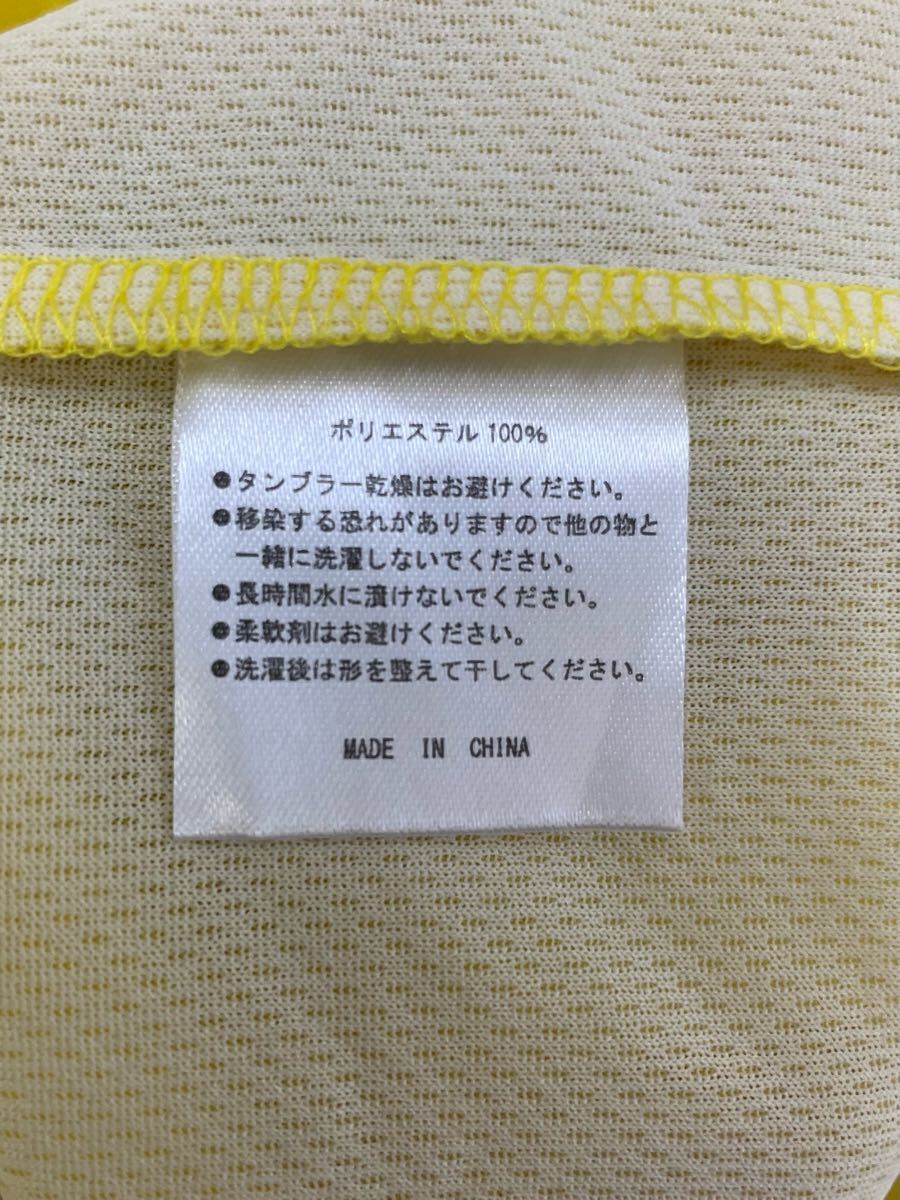 ポリエステル 100%
●タンブラー乾燥はお避けください。
●移染する恐れがありますので他の物と
一緒に洗濯しないでください。
●長時間水に漬けないでください。
●柔軟剤はお避けください。
●洗濯後は形を整えて干してください。
MADE IN CHINA